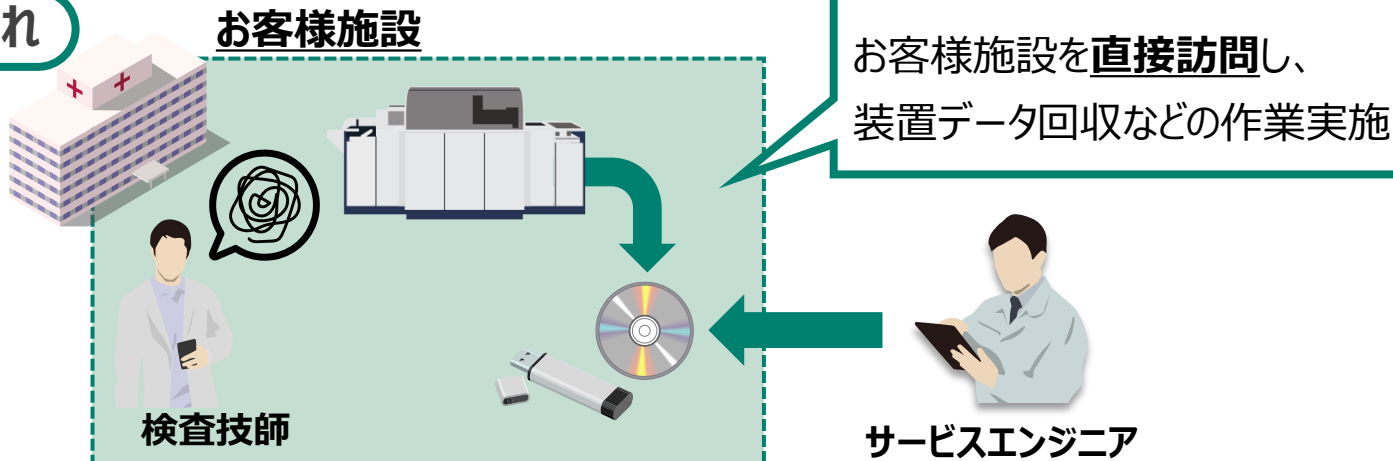 れ
お客様施設
お客様施設を直接訪問し、
装置データ回収などの作業実施
検査技師
サービスエンジニア